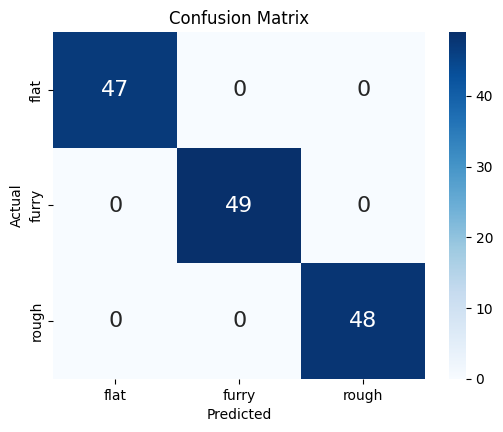 Confusion Matrix
flat 47 0 0
furry 0 49 0
rough 0 0 48
Actual
flat furry rough
Predicted
40
30
20
10
0